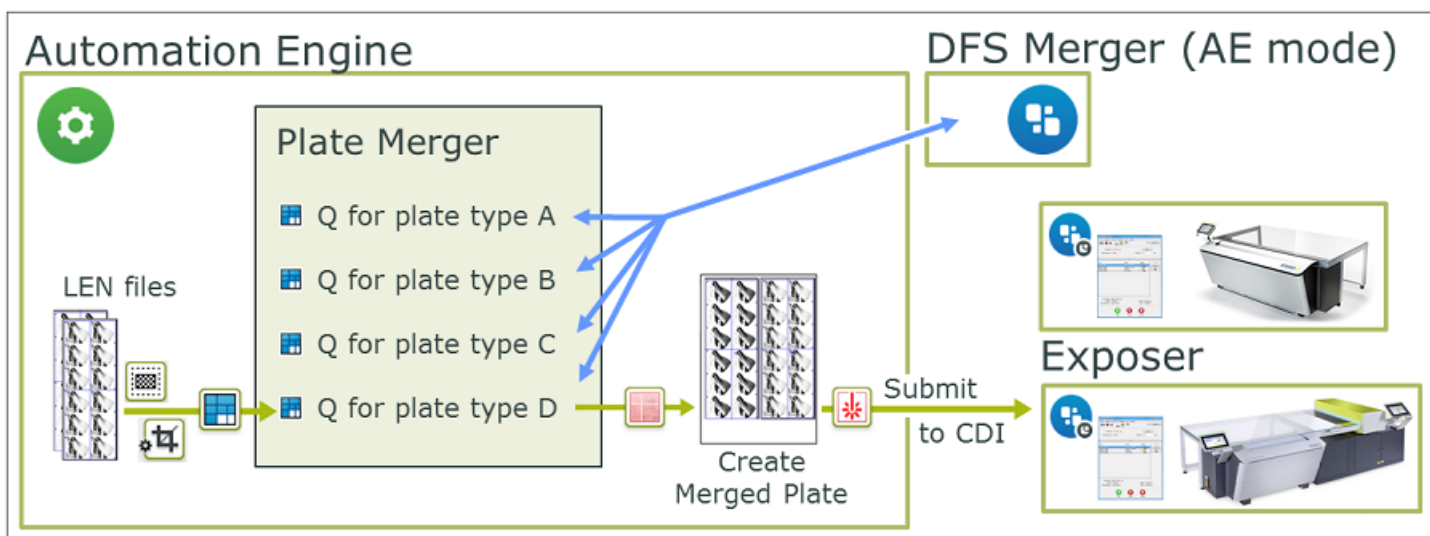 Automation Engine
DFS Merger (AE mode)
Plate Merger
Q for plate type A
Q for plate type B
Q for plate type C
Q for plate type D
LEN files
Create
Merged Plate
Submit
to CDI
Exposer